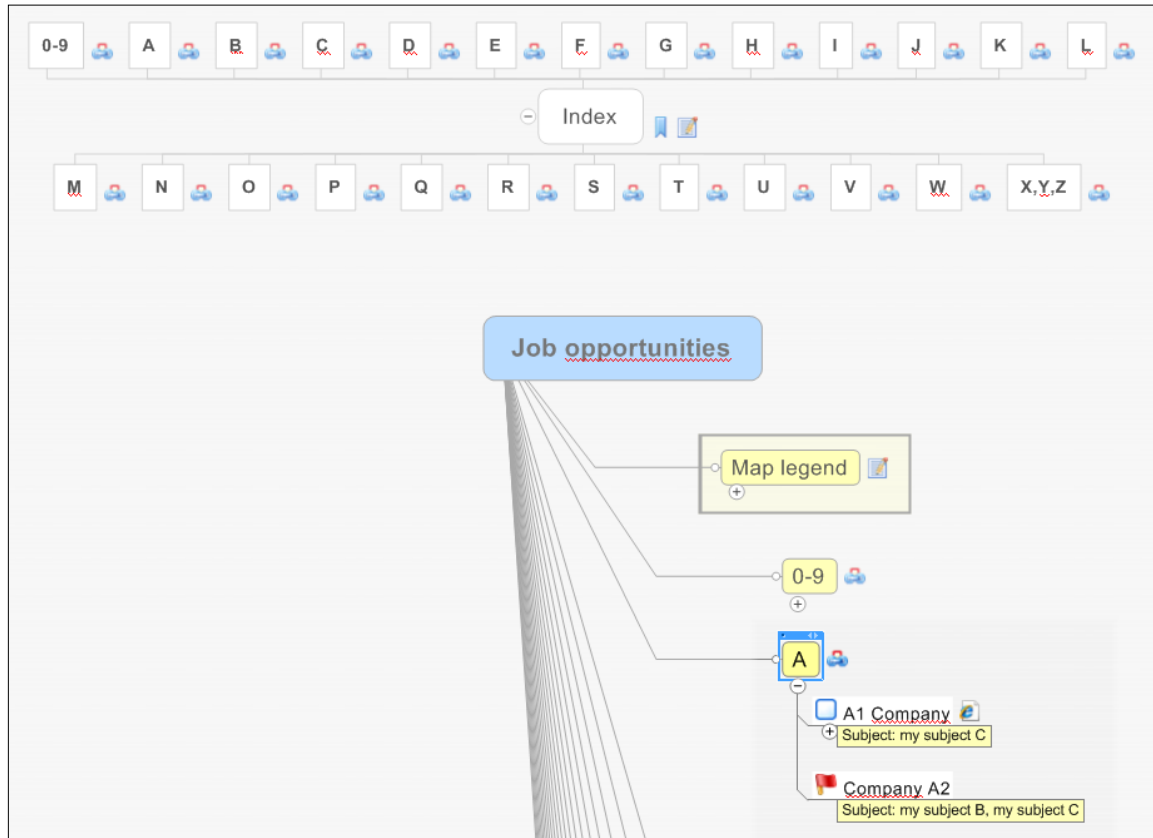 0-9 A B C D E F G H I J K L
Index
M N O P Q R S T U V W X,Y,Z
Job opportunities
Map legend
0-9
A
A1 Company
Subject: my subject C
Company A2
Subject: my subject B, my subject C